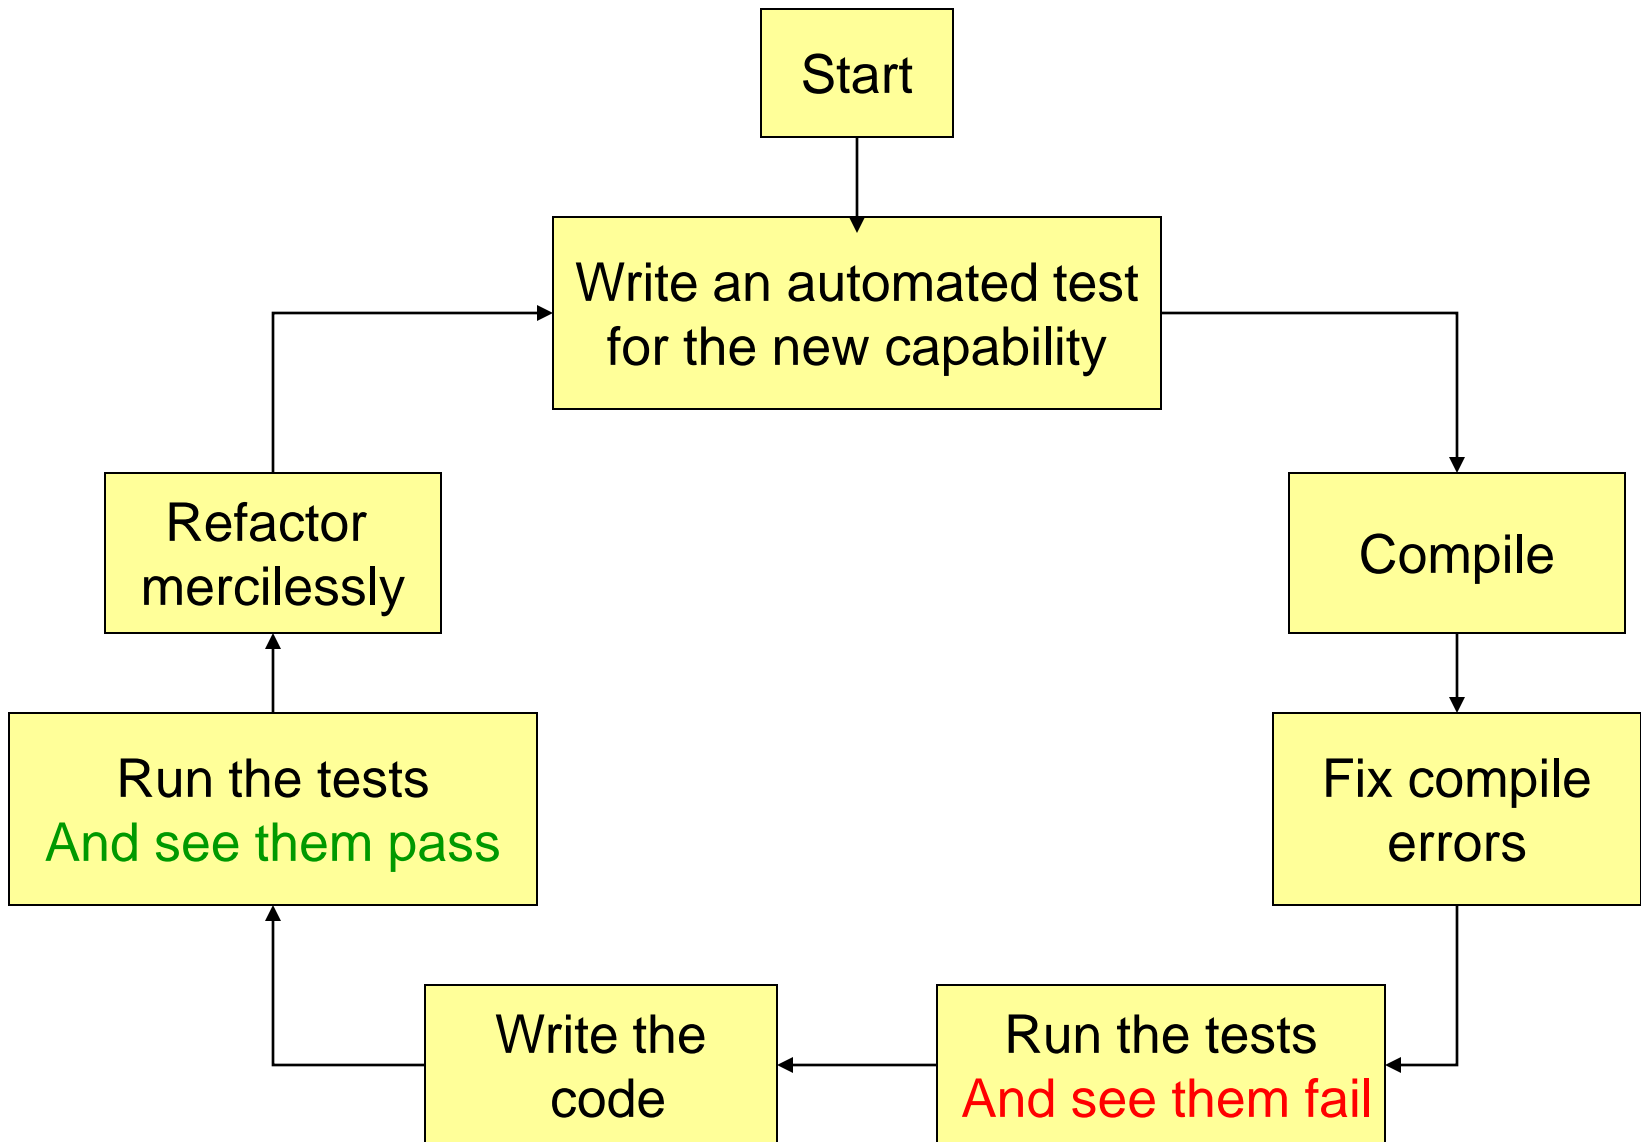 Start
Write an automated test
for the new capability
Compile
Fix compile
errors
Run the tests
And see them fail
Write the
code
Run the tests
And see them pass
Refactor
mercilessly